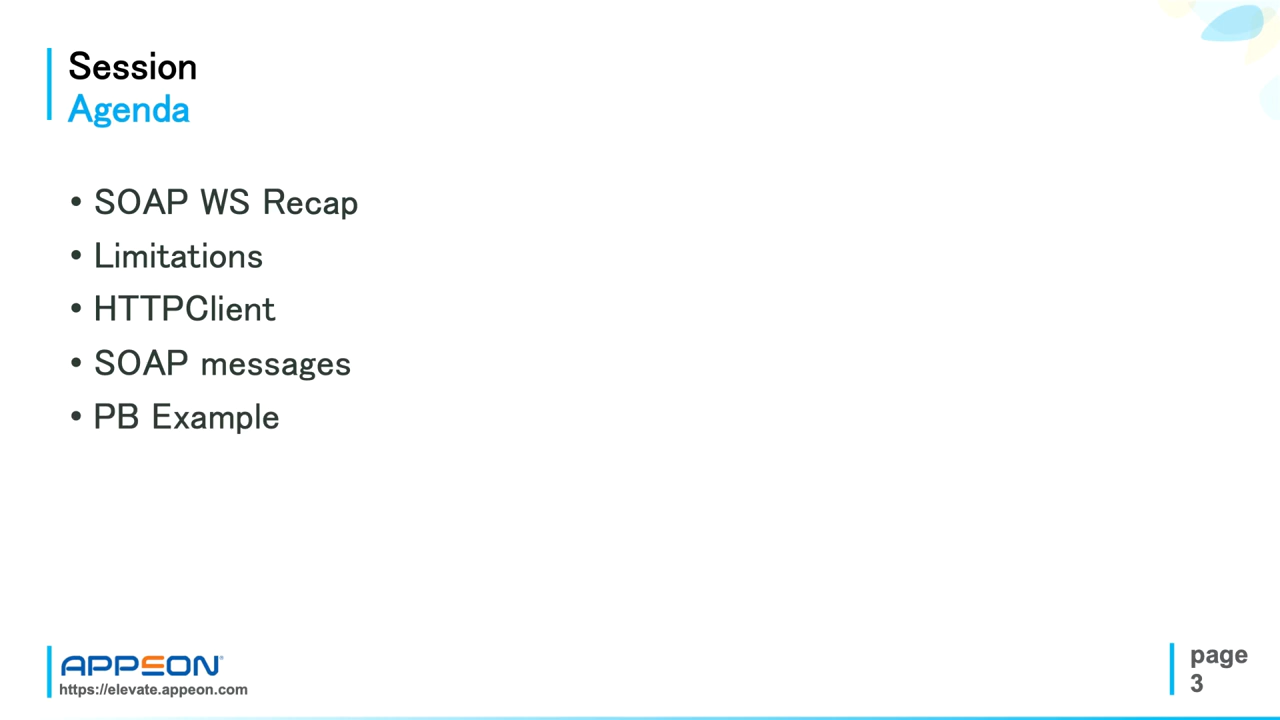 Session
Agenda
• SOAP WS Recap
• Limitations
• HTTPClient
• SOAP messages
• PB Example
APPEON®
https://elevate.appeon.com
page
3